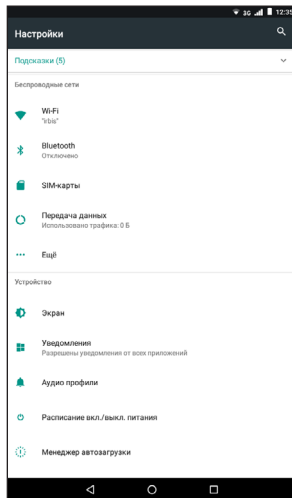 3G 12:35
Настройки
Подсказки (5)
Беспроводные сети
Wi-Fi
"irbis"
Bluetooth
Отключено
SIM-карты
Передача данных
Использовано трафика: 0 Б
Ещё
Устройство
Экран
Уведомления
Разрешены уведомления от всех приложений
Аудио профили
Расписание вкл./выкл. питания
Менеджер автозагрузки